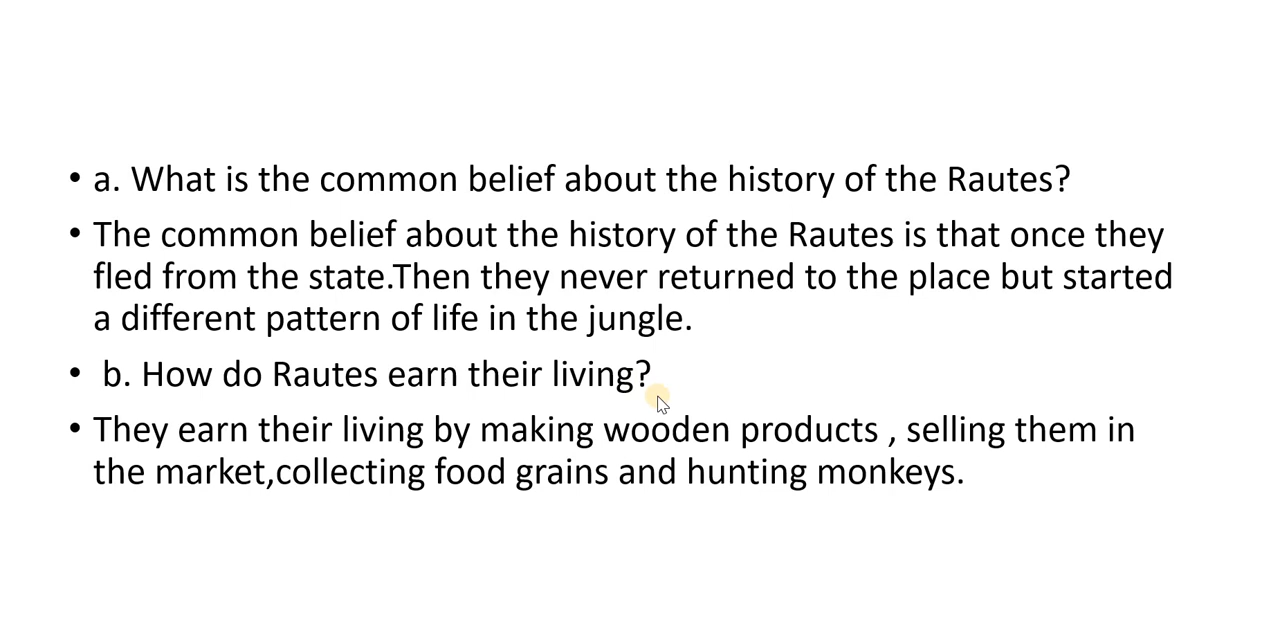 • a. What is the common belief about the history of the Rautes?
• The common belief about the history of the Rautes is that once they
fled from the state.Then they never returned to the place but started
a different pattern of life in the jungle.
• b. How do Rautes earn their living?
• They earn their living by making wooden products , selling them in
the market,collecting food grains and hunting monkeys.